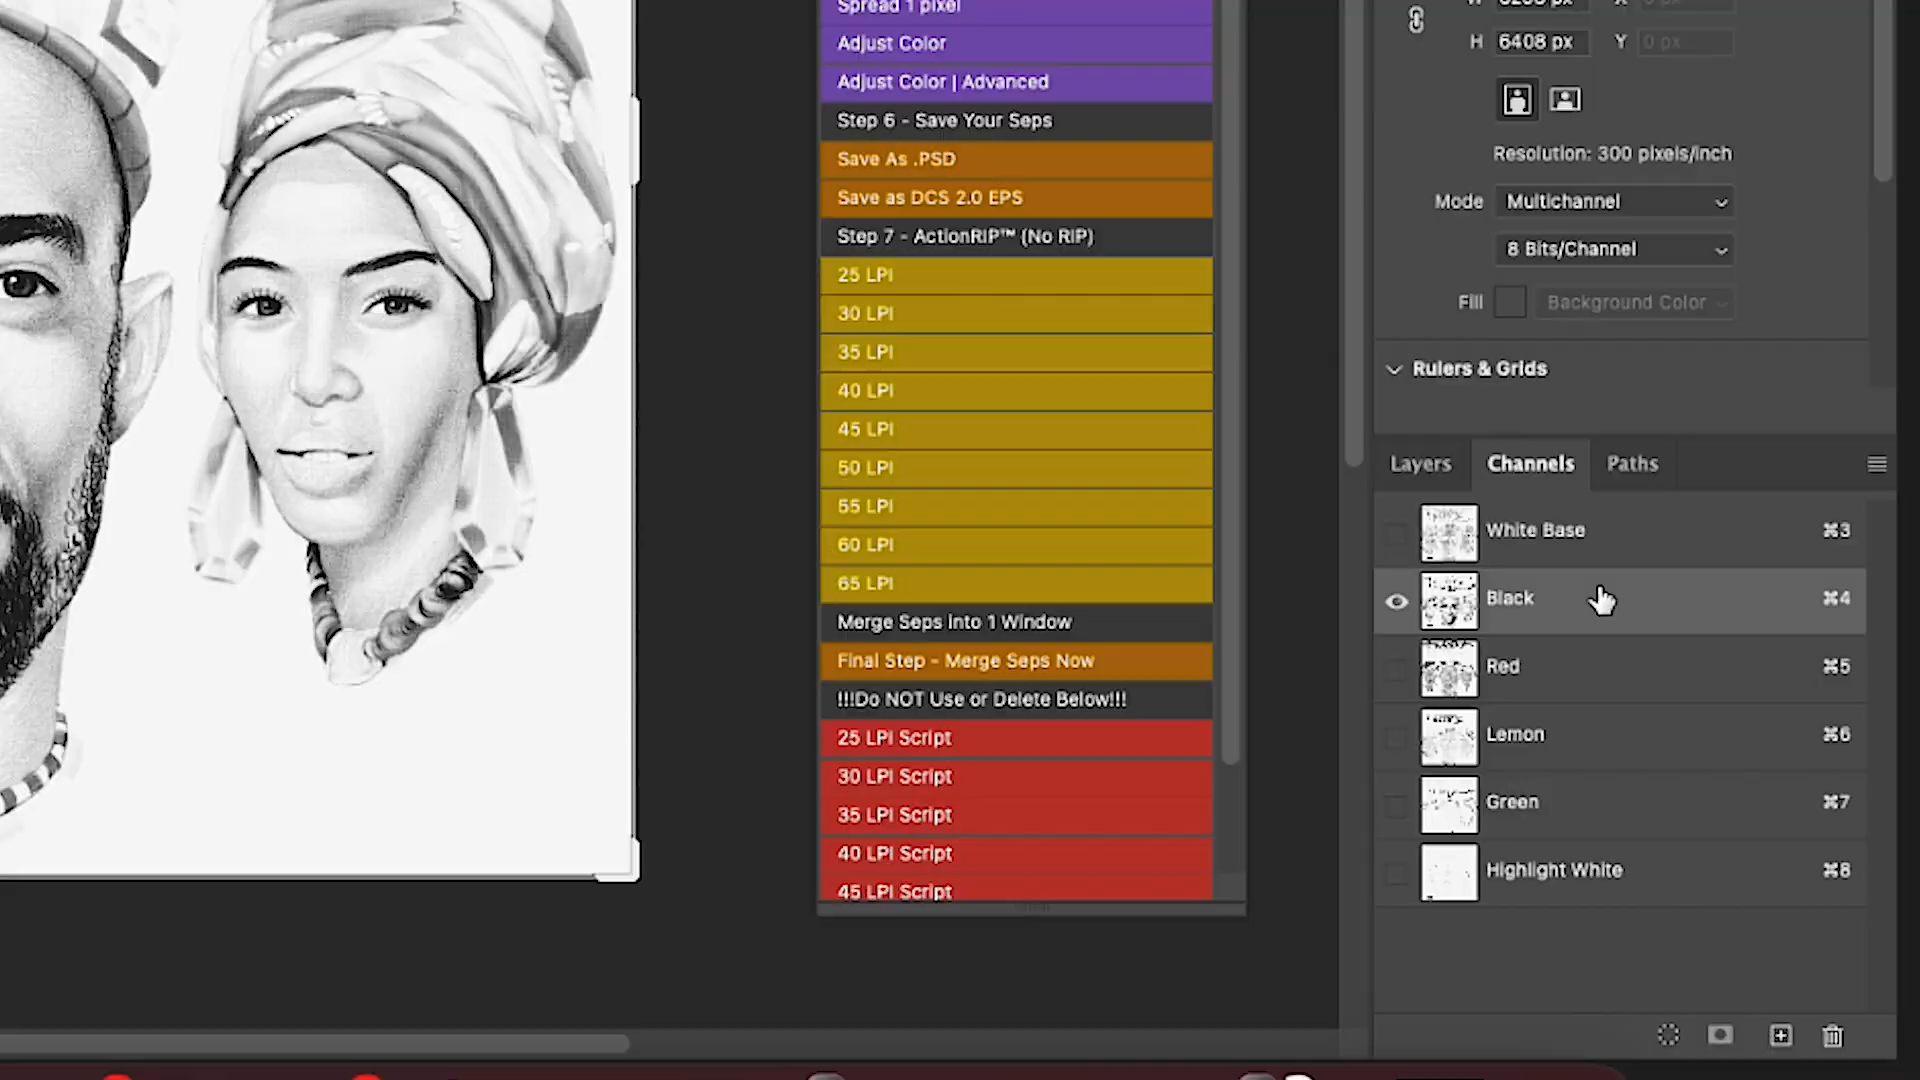 Spread 1 pixel
Adjust Color
Adjust Color | Advanced
Step 6 - Save Your Seps
Save As .PSD
Save as DCS 2.0 EPS
Step 7 - ActionRIP™ (No RIP)
25 LPI
30 LPI
35 LPI
40 LPI
45 LPI
50 LPI
55 LPI
60 LPI
65 LPI
Merge Seps into 1 Window
Final Step - Merge Seps Now
!!!Do NOT Use or Delete Below!!!
25 LPI Script
30 LPI Script
35 LPI Script
40 LPI Script
45 LPI Script
H 6408 px Y 0 px
Resolution: 300 pixels/inch
Mode Multichannel
8 Bits/Channel
Fill Background Color
Rulers & Grids
Layers Channels Paths
White Base ⌘3
Black ⌘4
Red ⌘5
Lemon ⌘6
Green ⌘7
Highlight White ⌘8